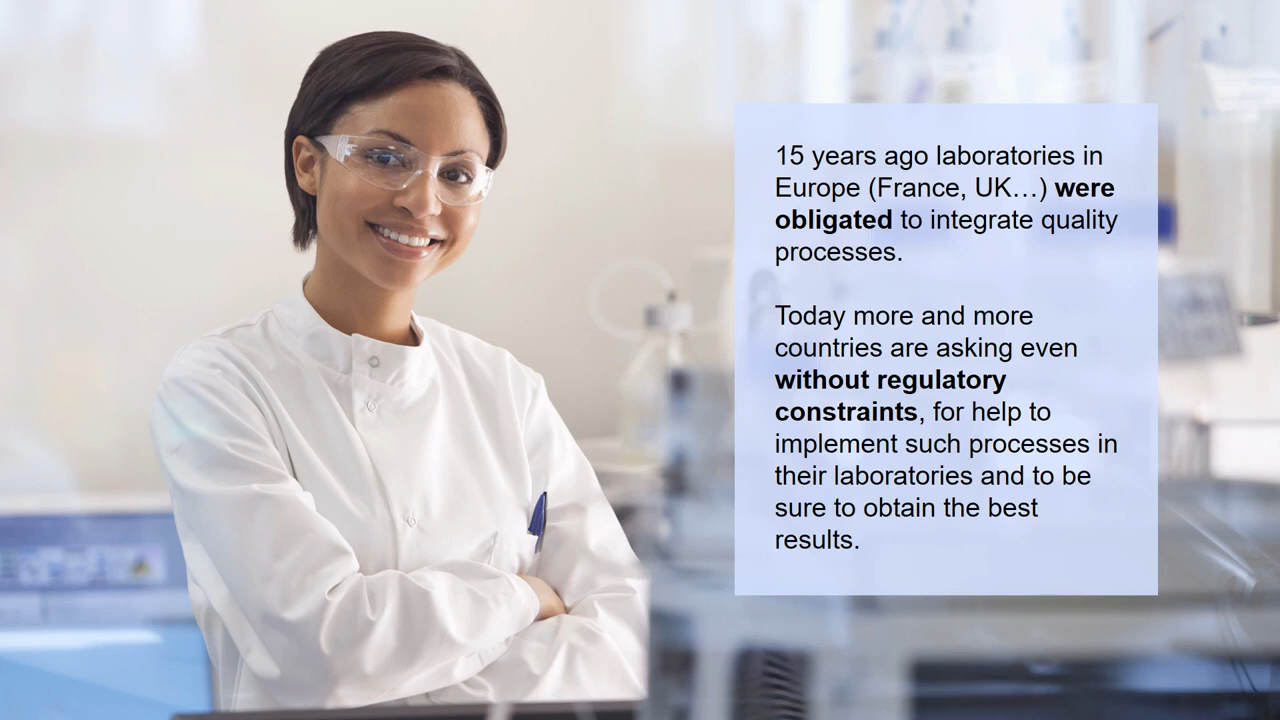 15 years ago laboratories in
Europe (France, UK…) were
obligated to integrate quality
processes.
Today more and more
countries are asking even
without regulatory
constraints, for help to
implement such processes in
their laboratories and to be
sure to obtain the best
results.